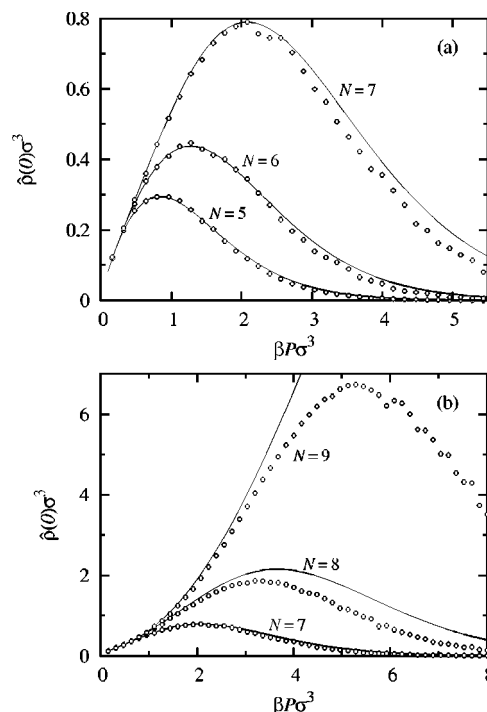 0.8
(a)
N = 7
0.6
ρ̂(0)σ³
0.4
N = 6
0.2
N = 5
0
0 1 2 3 4 5
βPσ³
(b)
6
N = 9
4
ρ̂(0)σ³
N = 8
2
N = 7
0
0 2 4 6 8
βPσ³